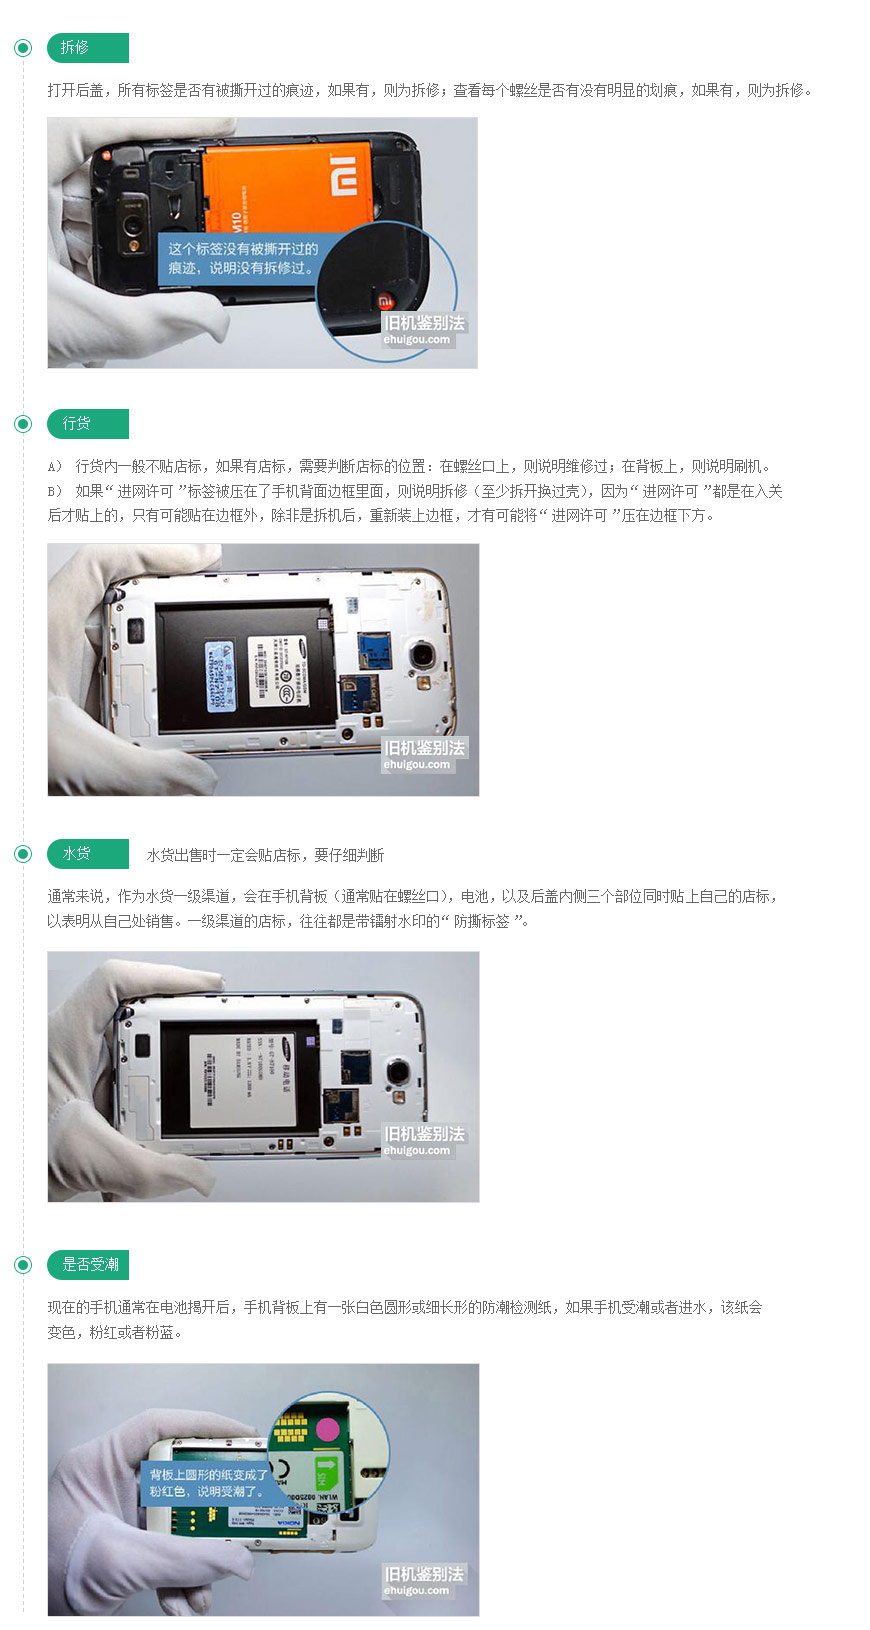 拆修
打开后盖，所有标签是否有被撕开过的痕迹，如果有，则为拆修；查看每个螺丝是否有没有明显的划痕，如果有，则为拆修。
M10
这个标签没有被撕开过的
痕迹，说明没有拆修过。
旧机鉴别法
ehuigou.com
行货
A） 行货内一般不贴店标，如果有店标，需要判断店标的位置：在螺丝口上，则说明维修过；在背板上，则说明刷机。
B） 如果“进网许可”标签被压在了手机背面边框里面，则说明拆修（至少拆开换过壳），因为“进网许可”都是在入关
后才贴上的，只有可能贴在边框外，除非是拆机后，重新装上边框，才有可能将“进网许可”压在边框下方。
旧机鉴别法
ehuigou.com
水货
水货出售时一定会贴店标，要仔细判断
通常来说，作为水货一级渠道，会在手机背板（通常贴在螺丝口），电池，以及后盖内侧三个部位同时贴上自己的店标，
以表明从自己处销售。一级渠道的店标，往往都是带镭射水印的“防撕标签”。
移动电话
旧机鉴别法
ehuigou.com
是否受潮
现在的手机通常在电池揭开后，手机背板上有一张白色圆形或细长形的防潮检测纸，如果手机受潮或者进水，该纸会
变色，粉红或者粉蓝。
背板上圆形的纸变成了
粉红色，说明受潮了。
SIM
NOKIA
旧机鉴别法
ehuigou.com